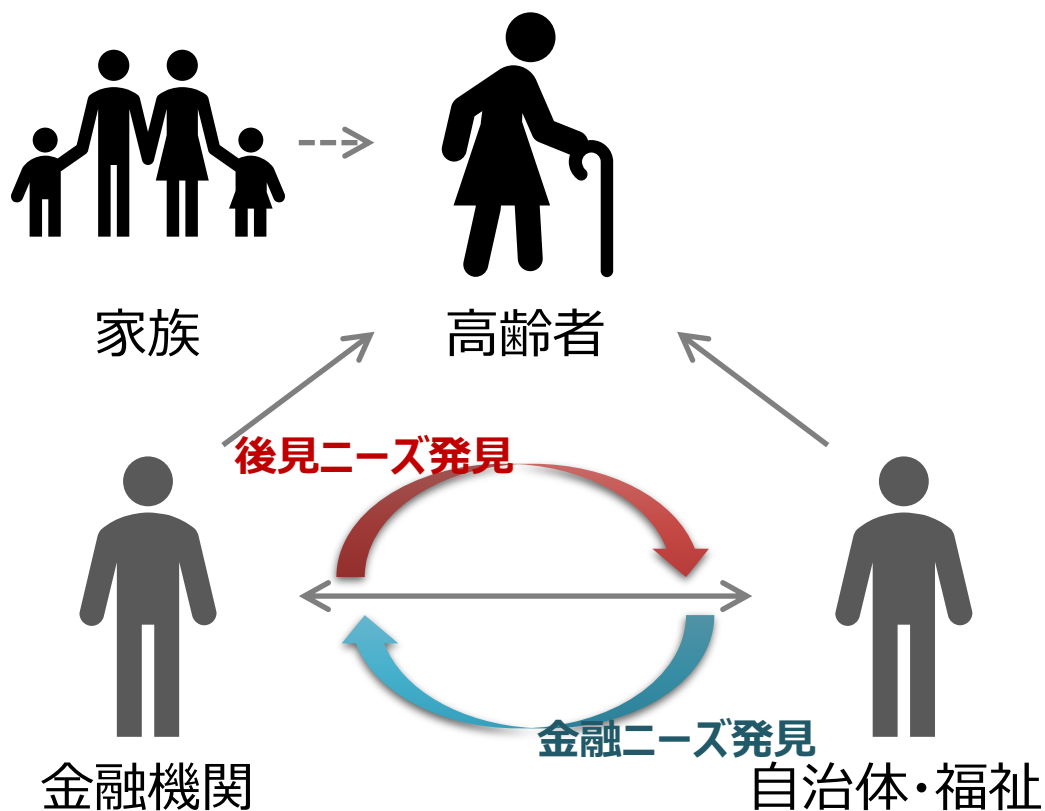 家族
高齢者
後見ニーズ発見
金融ニーズ発見
金融機関
自治体・福祉